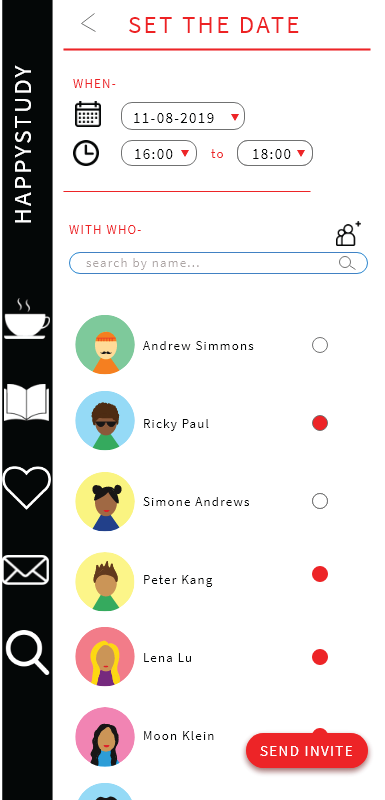 SET THE DATE
HAPPYSTUDY
WHEN-
11-08-2019
16:00 to 18:00
WITH WHO-
search by name...
Andrew Simmons
Ricky Paul
Simone Andrews
Peter Kang
Lena Lu
Moon Klein
SEND INVITE